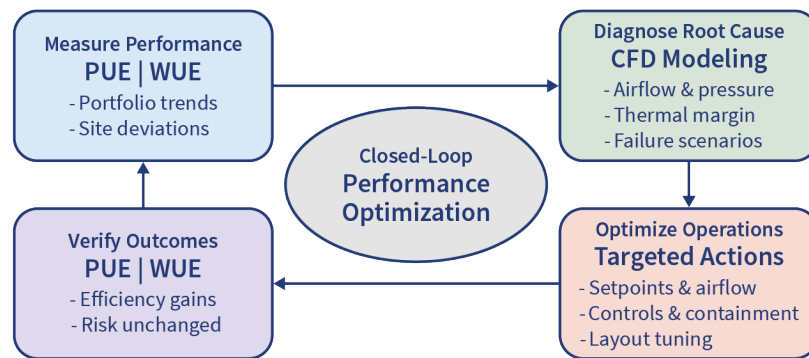 Measure Performance
PUE | WUE
- Portfolio trends
- Site deviations
Diagnose Root Cause
CFD Modeling
- Airflow & pressure
- Thermal margin
- Failure scenarios
Closed-Loop
Performance
Optimization
Verify Outcomes
PUE | WUE
- Efficiency gains
- Risk unchanged
Optimize Operations
Targeted Actions
- Setpoints & airflow
- Controls & containment
- Layout tuning